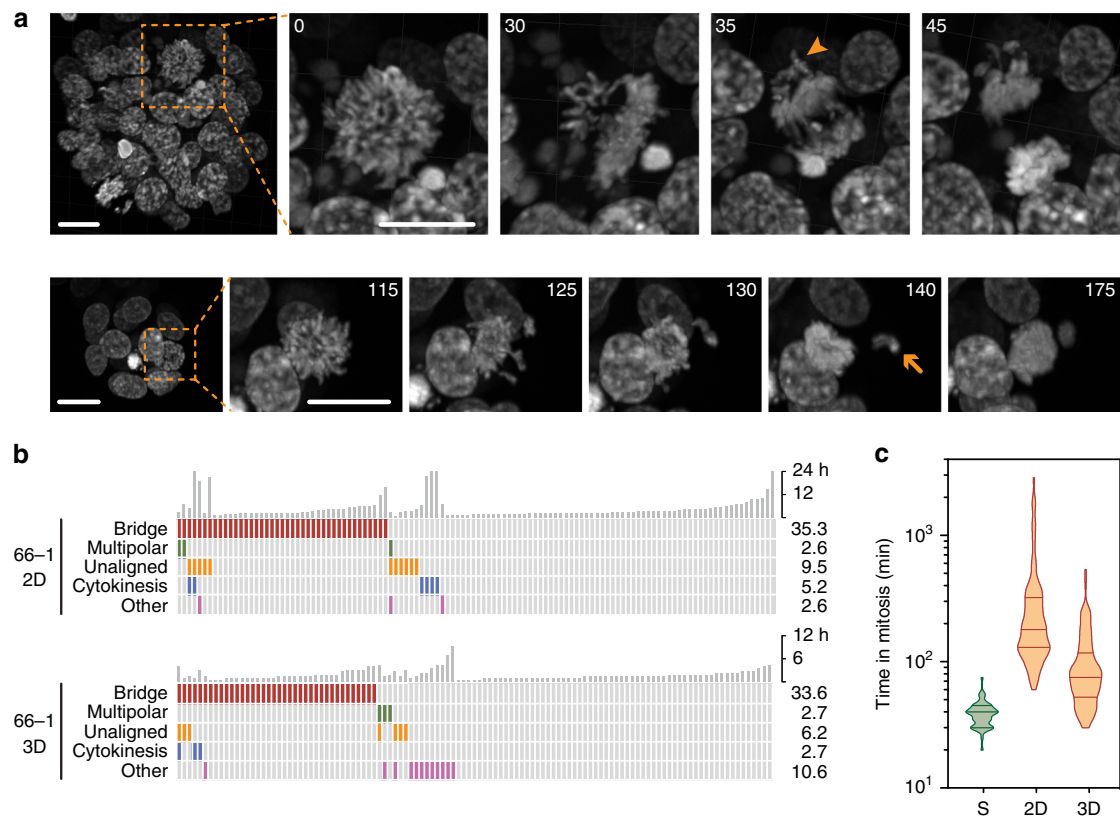 a
0
30
35
45
115
125
130
140
175
b
24 h
12
66–1
2D
Bridge 35.3
Multipolar 2.6
Unaligned 9.5
Cytokinesis 5.2
Other 2.6
12 h
6
66–1
3D
Bridge 33.6
Multipolar 2.7
Unaligned 6.2
Cytokinesis 2.7
Other 10.6
c
Time in mitosis (min)
10³
10²
10¹
S 2D 3D